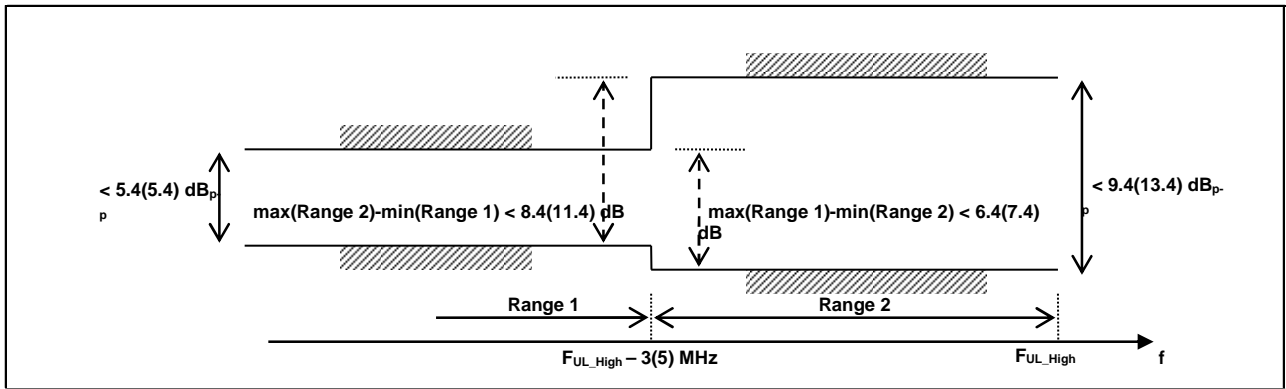 < 5.4(5.4) dBp-
p
max(Range 2)-min(Range 1) < 8.4(11.4) dB
max(Range 1)-min(Range 2) < 6.4(7.4)
dB
< 9.4(13.4) dBp-
p
Range 1
Range 2
FUL_High – 3(5) MHz
FUL_High
f